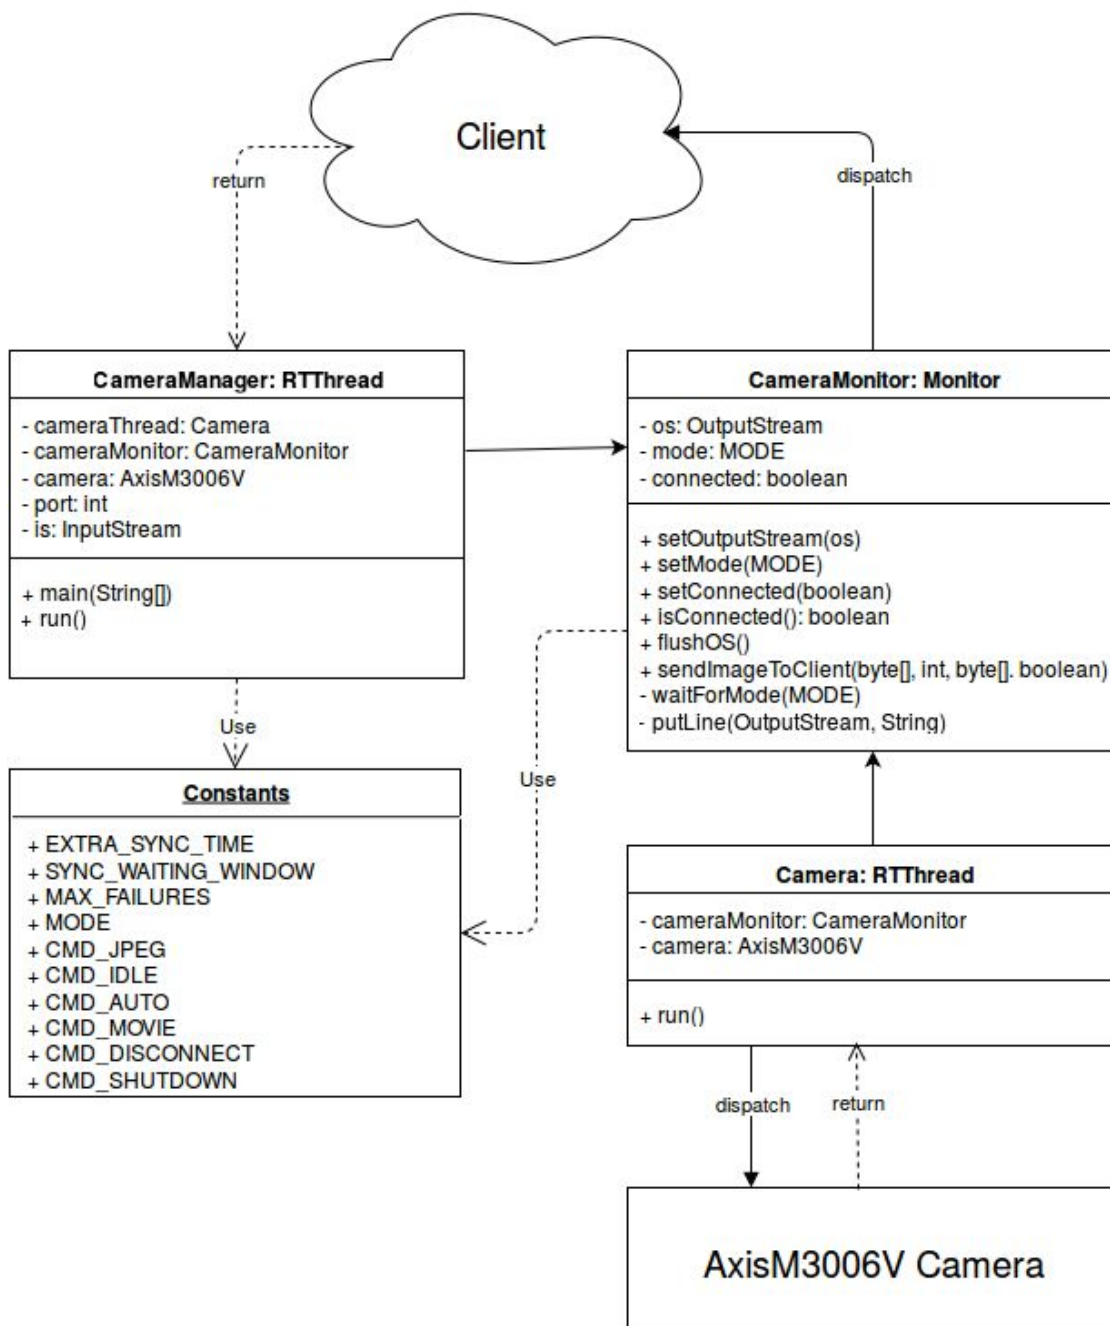 Client
return
dispatch
CameraManager: RTThread
- cameraThread: Camera
- cameraMonitor: CameraMonitor
- camera: AxisM3006V
- port: int
- is: InputStream
+ main(String[])
+ run()
CameraMonitor: Monitor
- os: OutputStream
- mode: MODE
- connected: boolean
+ setOutputStream(os)
+ setMode(MODE)
+ setConnected(boolean)
+ isConnected(): boolean
+ flushOS()
+ sendImageToClient(byte[], int, byte[]. boolean)
- waitForMode(MODE)
- putLine(OutputStream, String)
Use
Use
Constants
+ EXTRA_SYNC_TIME
+ SYNC_WAITING_WINDOW
+ MAX_FAILURES
+ MODE
+ CMD_JPEG
+ CMD_IDLE
+ CMD_AUTO
+ CMD_MOVIE
+ CMD_DISCONNECT
+ CMD_SHUTDOWN
Camera: RTThread
- cameraMonitor: CameraMonitor
- camera: AxisM3006V
+ run()
dispatch
return
AxisM3006V Camera